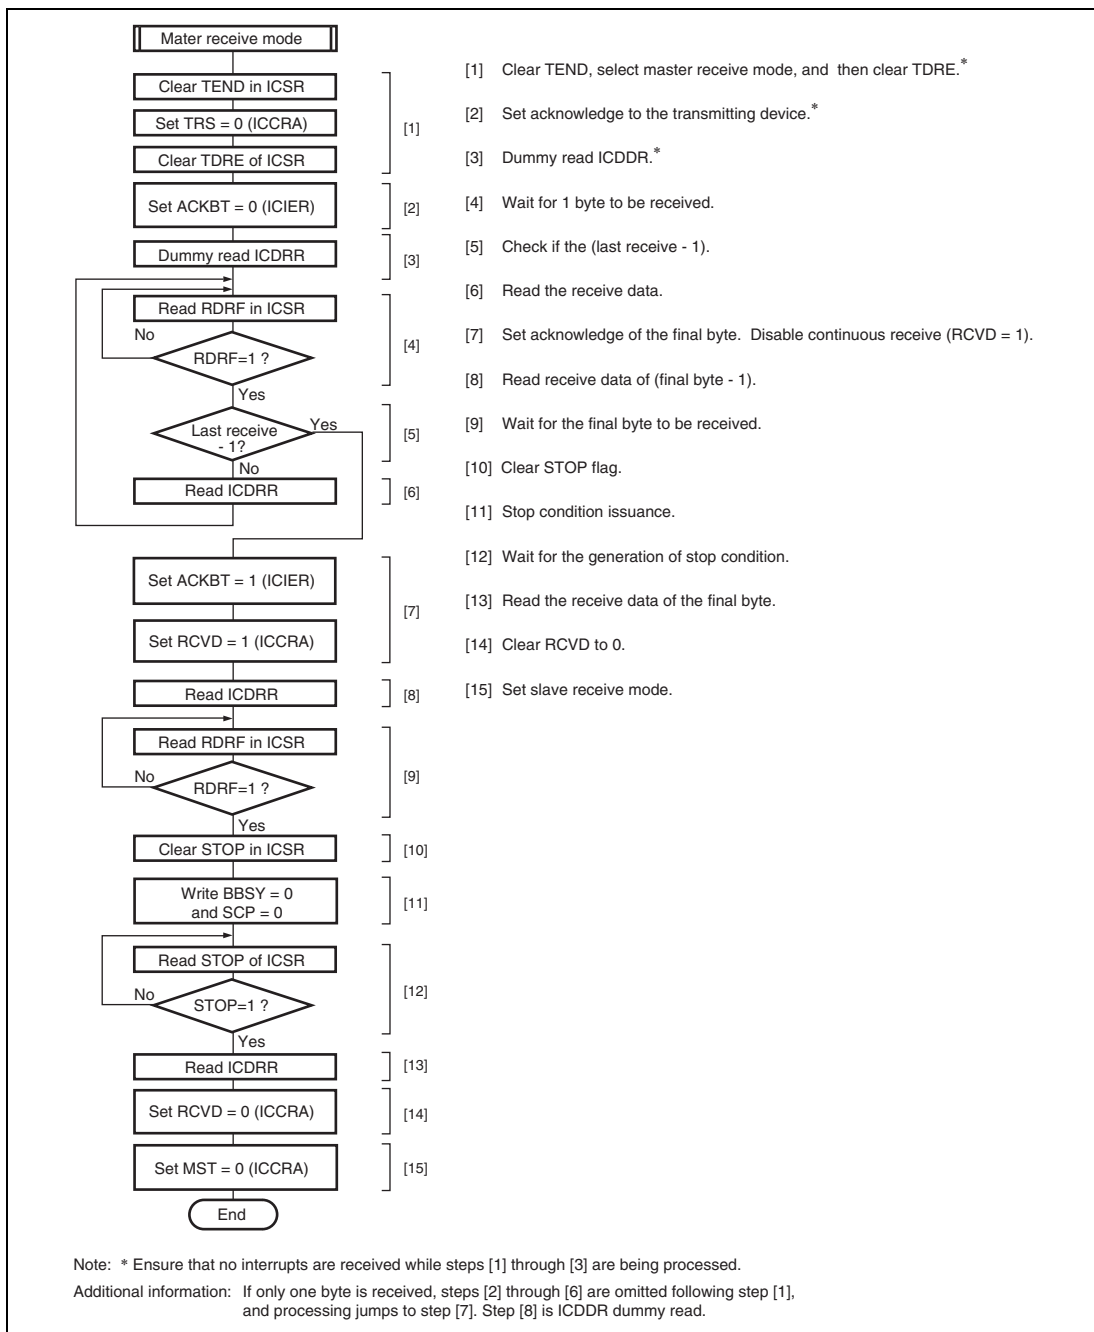 Mater receive mode
Clear TEND in ICSR
Set TRS = 0 (ICCRA)
[1]
Clear TDRE of ICSR
Set ACKBT = 0 (ICIER)
[2]
Dummy read ICDRR
[3]
Read RDRF in ICSR
No
RDRF=1 ?
[4]
Yes
Last receive
- 1?
Yes
[5]
No
Read ICDRR
[6]
Set ACKBT = 1 (ICIER)
[7]
Set RCVD = 1 (ICCRA)
Read ICDRR
[8]
Read RDRF in ICSR
No
RDRF=1 ?
[9]
Yes
Clear STOP in ICSR
[10]
Write BBSY = 0
and SCP = 0
[11]
Read STOP of ICSR
No
STOP=1 ?
[12]
Yes
Read ICDRR
[13]
Set RCVD = 0 (ICCRA)
[14]
Set MST = 0 (ICCRA)
[15]
End
[1] Clear TEND, select master receive mode, and then clear TDRE.*
[2] Set acknowledge to the transmitting device.*
[3] Dummy read ICDDR.*
[4] Wait for 1 byte to be received.
[5] Check if the (last receive - 1).
[6] Read the receive data.
[7] Set acknowledge of the final byte. Disable continuous receive (RCVD = 1).
[8] Read receive data of (final byte - 1).
[9] Wait for the final byte to be received.
[10] Clear STOP flag.
[11] Stop condition issuance.
[12] Wait for the generation of stop condition.
[13] Read the receive data of the final byte.
[14] Clear RCVD to 0.
[15] Set slave receive mode.
Note: * Ensure that no interrupts are received while steps [1] through [3] are being processed.
Additional information: If only one byte is received, steps [2] through [6] are omitted following step [1],
and processing jumps to step [7]. Step [8] is ICDDR dummy read.